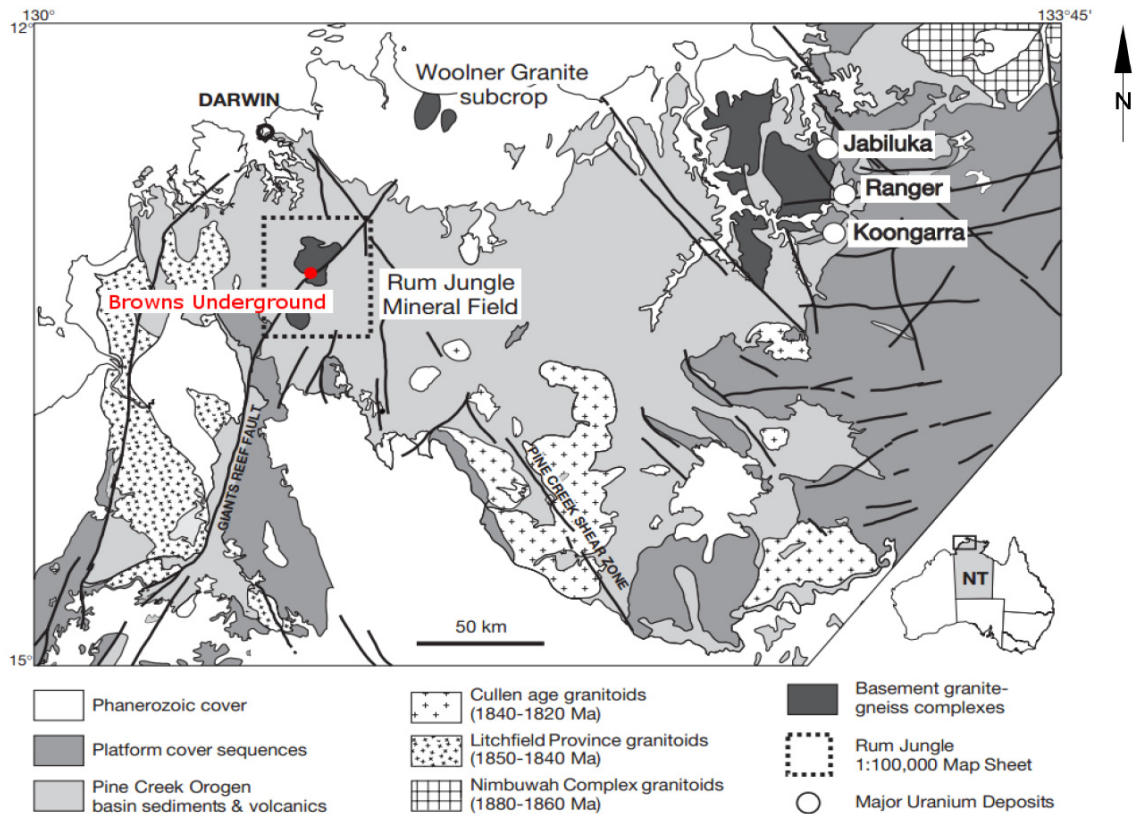 130°
133°45'
12°
N
Woolner Granite
subcrop
DARWIN
Jabiluka
Ranger
Koongarra
Browns Underground
Rum Jungle
Mineral Field
GIANTS REEF FAULT
PINE CREEK SHEAR ZONE
NT
50 km
15°
Phanerozoic cover
Platform cover sequences
Pine Creek Orogen
basin sediments & volcanics
Cullen age granitoids
(1840-1820 Ma)
Litchfield Province granitoids
(1850-1840 Ma)
Nimbuwah Complex granitoids
(1880-1860 Ma)
Basement granite-
gneiss complexes
Rum Jungle
1:100,000 Map Sheet
Major Uranium Deposits